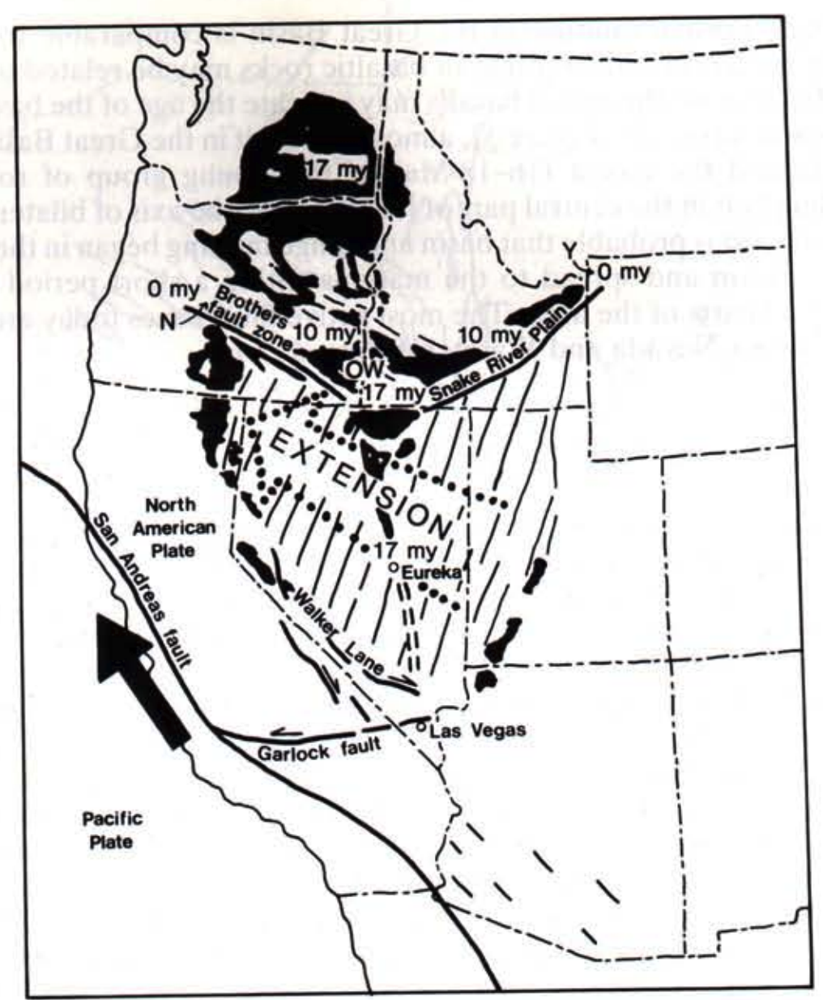 17 my
0 my
Y
0 my
N
Brothers
fault zone
10 my
10 my
OW
17 my
Snake River Plain
EXTENSION
North
American
Plate
San Andreas fault
17 my
Eureka
Walker Lane
Las Vegas
Garlock fault
Pacific
Plate